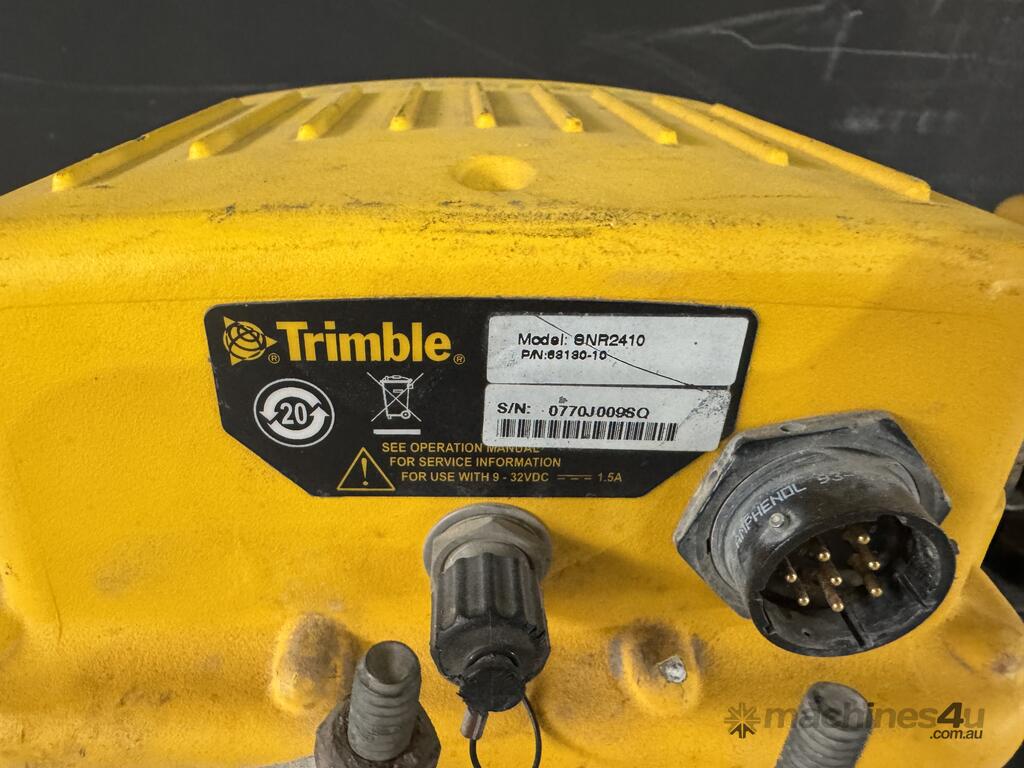 Trimble®
Model: SNR2410
P/N:63130-10
20
S/N: 0770J009SQ
SEE OPERATION MANUAL
FOR SERVICE INFORMATION
FOR USE WITH 9 - 32VDC 1.5A
AMPHENOL
machines4u
.com.au